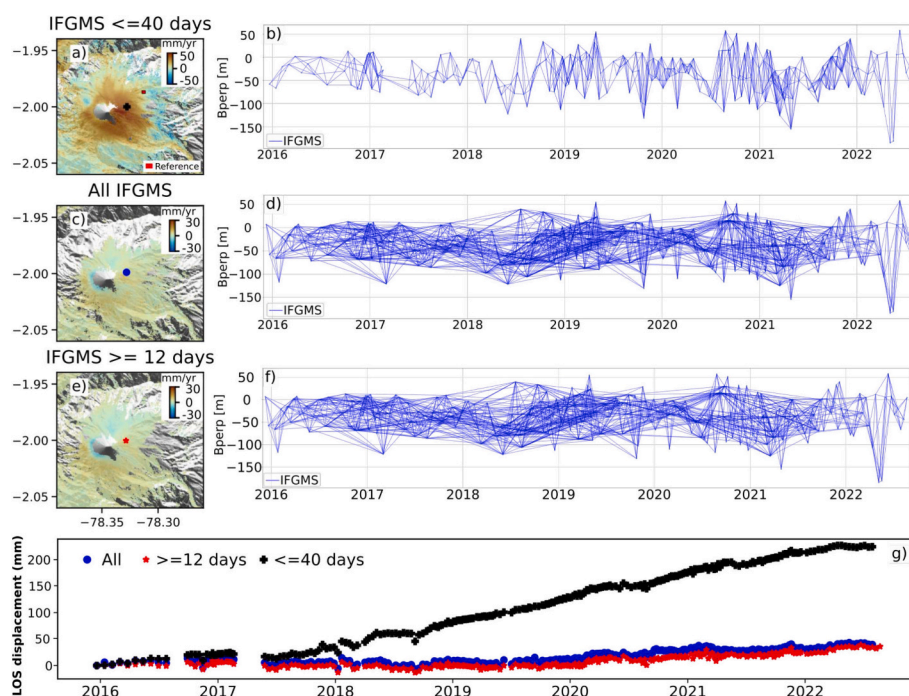 IFGMS <=40 days
a)
mm/yr
50
0
-50
−1.95
−2.00
−2.05
Reference
b)
Bperp [m]
50
0
−50
−100
−150
IFGMS
2016 2017 2018 2019 2020 2021 2022
All IFGMS
c)
mm/yr
30
0
-30
−1.95
−2.00
−2.05
d)
Bperp [m]
50
0
−50
−100
−150
IFGMS
2016 2017 2018 2019 2020 2021 2022
IFGMS >= 12 days
e)
mm/yr
30
0
-30
−1.95
−2.00
−2.05
−78.35 −78.30
f)
Bperp [m]
50
0
−50
−100
−150
IFGMS
2016 2017 2018 2019 2020 2021 2022
LOS displacement (mm)
200
150
100
50
0
All >=12 days <=40 days
g)
2016 2017 2018 2019 2020 2021 2022